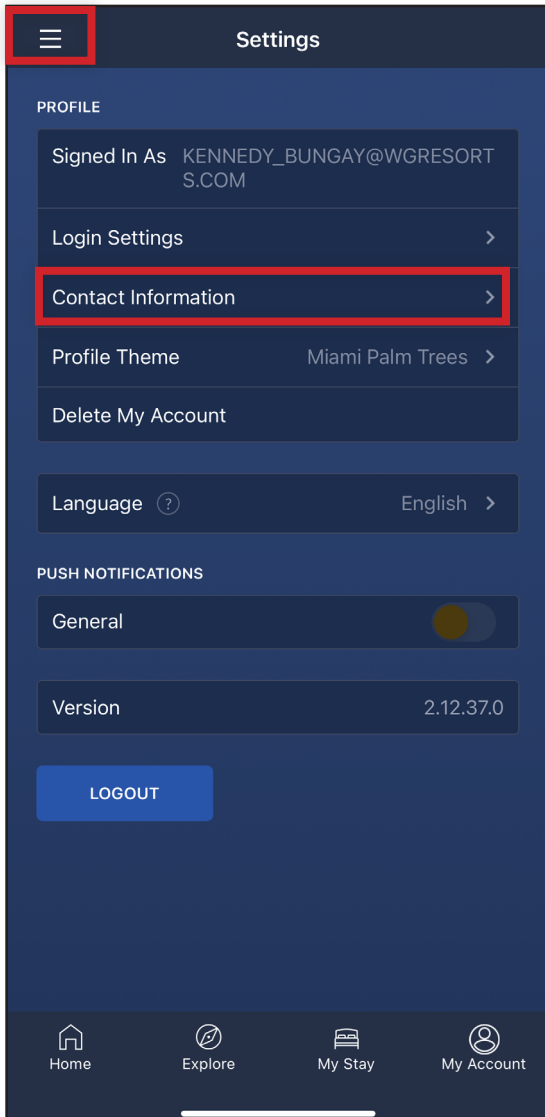 Settings
PROFILE
Signed In As KENNEDY_BUNGAY@WGRESORT
S.COM
Login Settings
Contact Information
Profile Theme Miami Palm Trees
Delete My Account
Language ? English
PUSH NOTIFICATIONS
General
Version 2.12.37.0
LOGOUT
Home Explore My Stay My Account